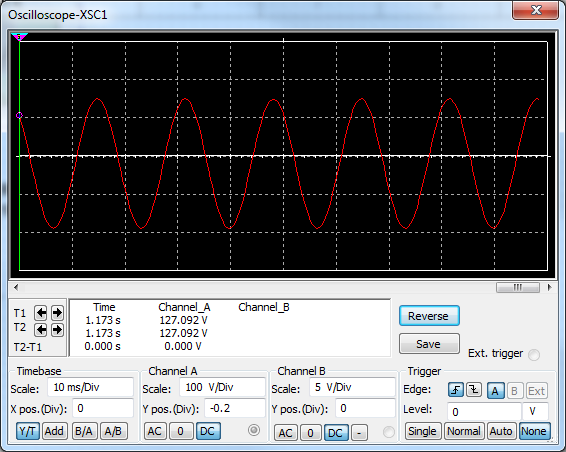 Oscilloscope-XSC1
Time Channel_A Channel_B
T1 1.173 s 127.092 V
T2 1.173 s 127.092 V
T2-T1 0.000 s 0.000 V
Reverse
Save
Ext. trigger
Timebase
Scale: 10 ms/Div
X pos.(Div): 0
Y/T Add B/A A/B
Channel A
Scale: 100 V/Div
Y pos.(Div): -0.2
AC 0 DC
Channel B
Scale: 5 V/Div
Y pos.(Div): 0
AC 0 DC -
Trigger
Edge: A B Ext
Level: 0 V
Single Normal Auto None